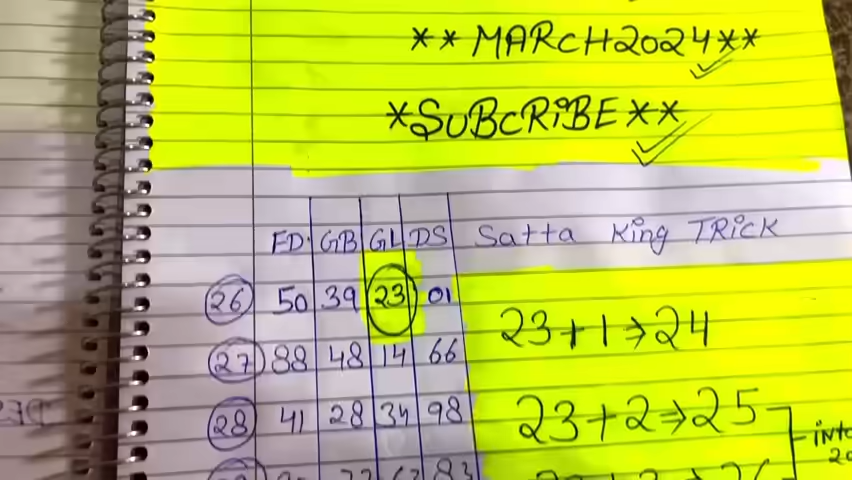 **MARCH2024**
*SUBCRiBE**
FD. GB GL DS Satta King TRicK
26 50 39 23 01
23+1→24
27 88 48 14 66
28 41 28 34 98
23+2→25
83